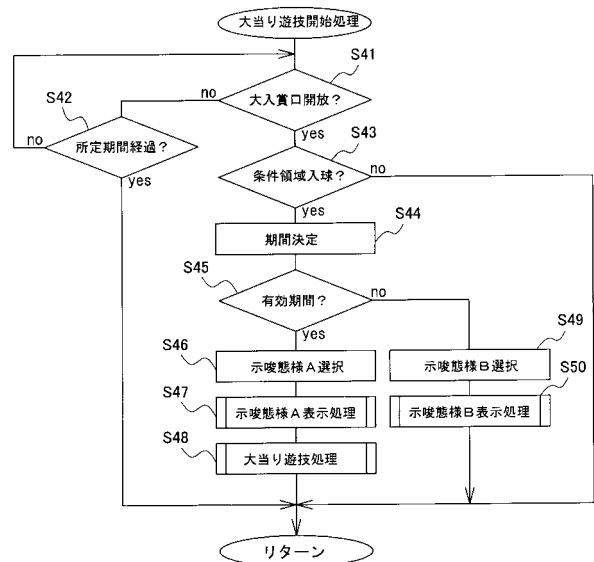 大当り遊技開始処理
S41
大入賞口開放？
no
yes
S42
所定期間経過？
no
yes
S43
条件領域入球？
no
yes
S44
期間決定
S45
有効期間？
no
yes
S46
示唆態様A選択
S49
示唆態様B選択
S47
示唆態様A表示処理
S50
示唆態様B表示処理
S48
大当り遊技処理
リターン